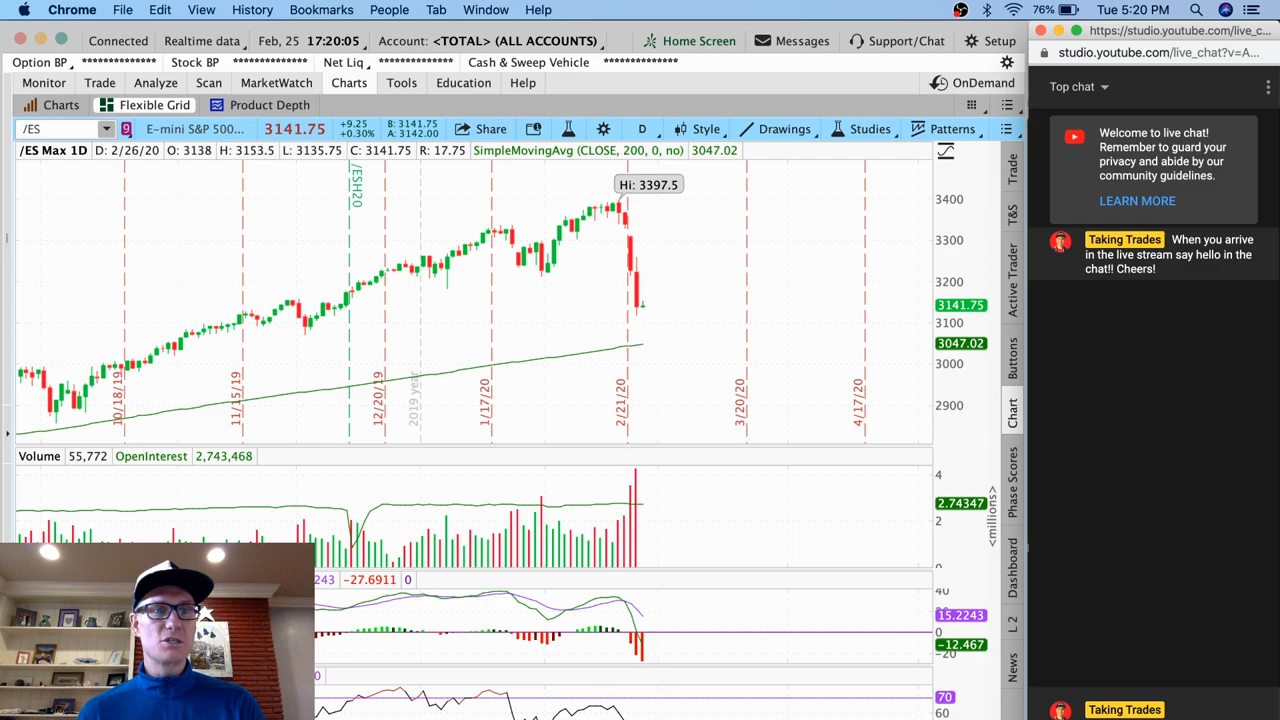 Chrome File Edit View History Bookmarks People Tab Window Help 76% Tue 5:20 PM
Connected Realtime data Feb, 25 17:20:05 Account: <TOTAL> (ALL ACCOUNTS) Home Screen Messages Support/Chat Setup
Option BP ************** Stock BP ************** Net Liq ************** Cash & Sweep Vehicle **************
Monitor Trade Analyze Scan MarketWatch Charts Tools Education Help OnDemand
Charts Flexible Grid Product Depth
/ES 9 E-mini S&P 500... 3141.75 +9.25 +0.30% B: 3141.75 A: 3142.00 Share D Style Drawings Studies Patterns
/ES Max 1D D: 2/26/20 O: 3138 H: 3153.5 L: 3135.75 C: 3141.75 R: 17.75 SimpleMovingAvg (CLOSE, 200, 0, no) 3047.02
/ESH20
Hi: 3397.5
3400
3300
3200
3141.75
3100
3047.02
3000
2900
10/18/19 11/15/19 12/20/19 2019 year 1/17/20 2/21/20 3/20/20 4/17/20
Volume 55,772 OpenInterest 2,743,468
4
2.74347
2
0
<millions>
243 -27.6911 0
40
15.2243
0
-12.467
-20
0
70
60
Trade
T&S
Active Trader
Buttons
Chart
Phase Scores
Dashboard
L 2
News
https://studio.youtube.com/live_c...
studio.youtube.com/live_chat?v=A...
Top chat
Welcome to live chat!
Remember to guard your
privacy and abide by our
community guidelines.
LEARN MORE
Taking Trades When you arrive
in the live stream say hello in the
chat!! Cheers!
Taking Trades